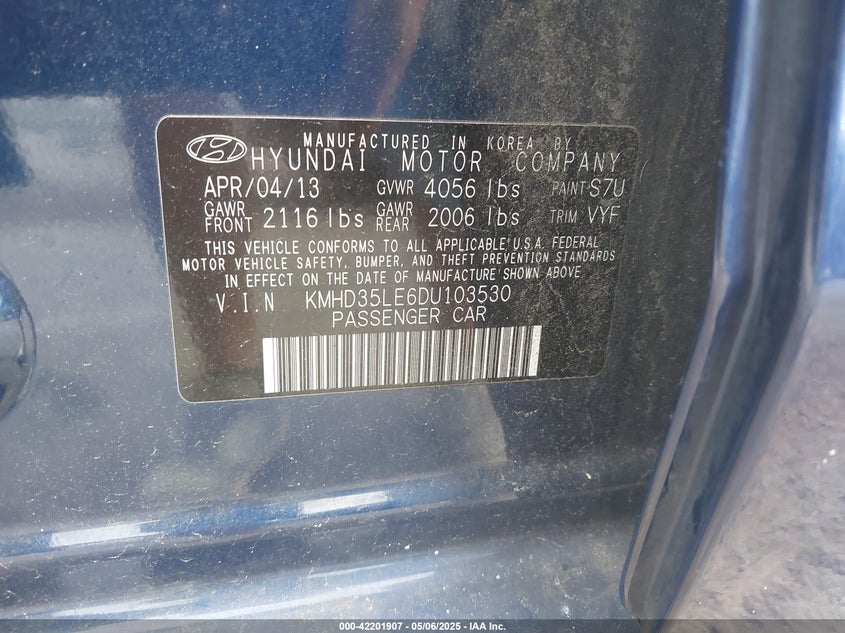 MANUFACTURED IN KOREA BY
HYUNDAI MOTOR COMPANY
APR/04/13 GVWR 4056 lbs PAINT S7U
GAWR FRONT 2116 lbs GAWR REAR 2006 lbs TRIM VYF
THIS VEHICLE CONFORMS TO ALL APPLICABLE U.S.A. FEDERAL
MOTOR VEHICLE SAFETY, BUMPER, AND THEFT PREVENTION STANDARDS
IN EFFECT ON THE DATE OF MANUFACTURE SHOWN ABOVE
V.I.N KMHD35LE6DU103530
PASSENGER CAR
000-42201907 - 05/06/2025 - IAA Inc.